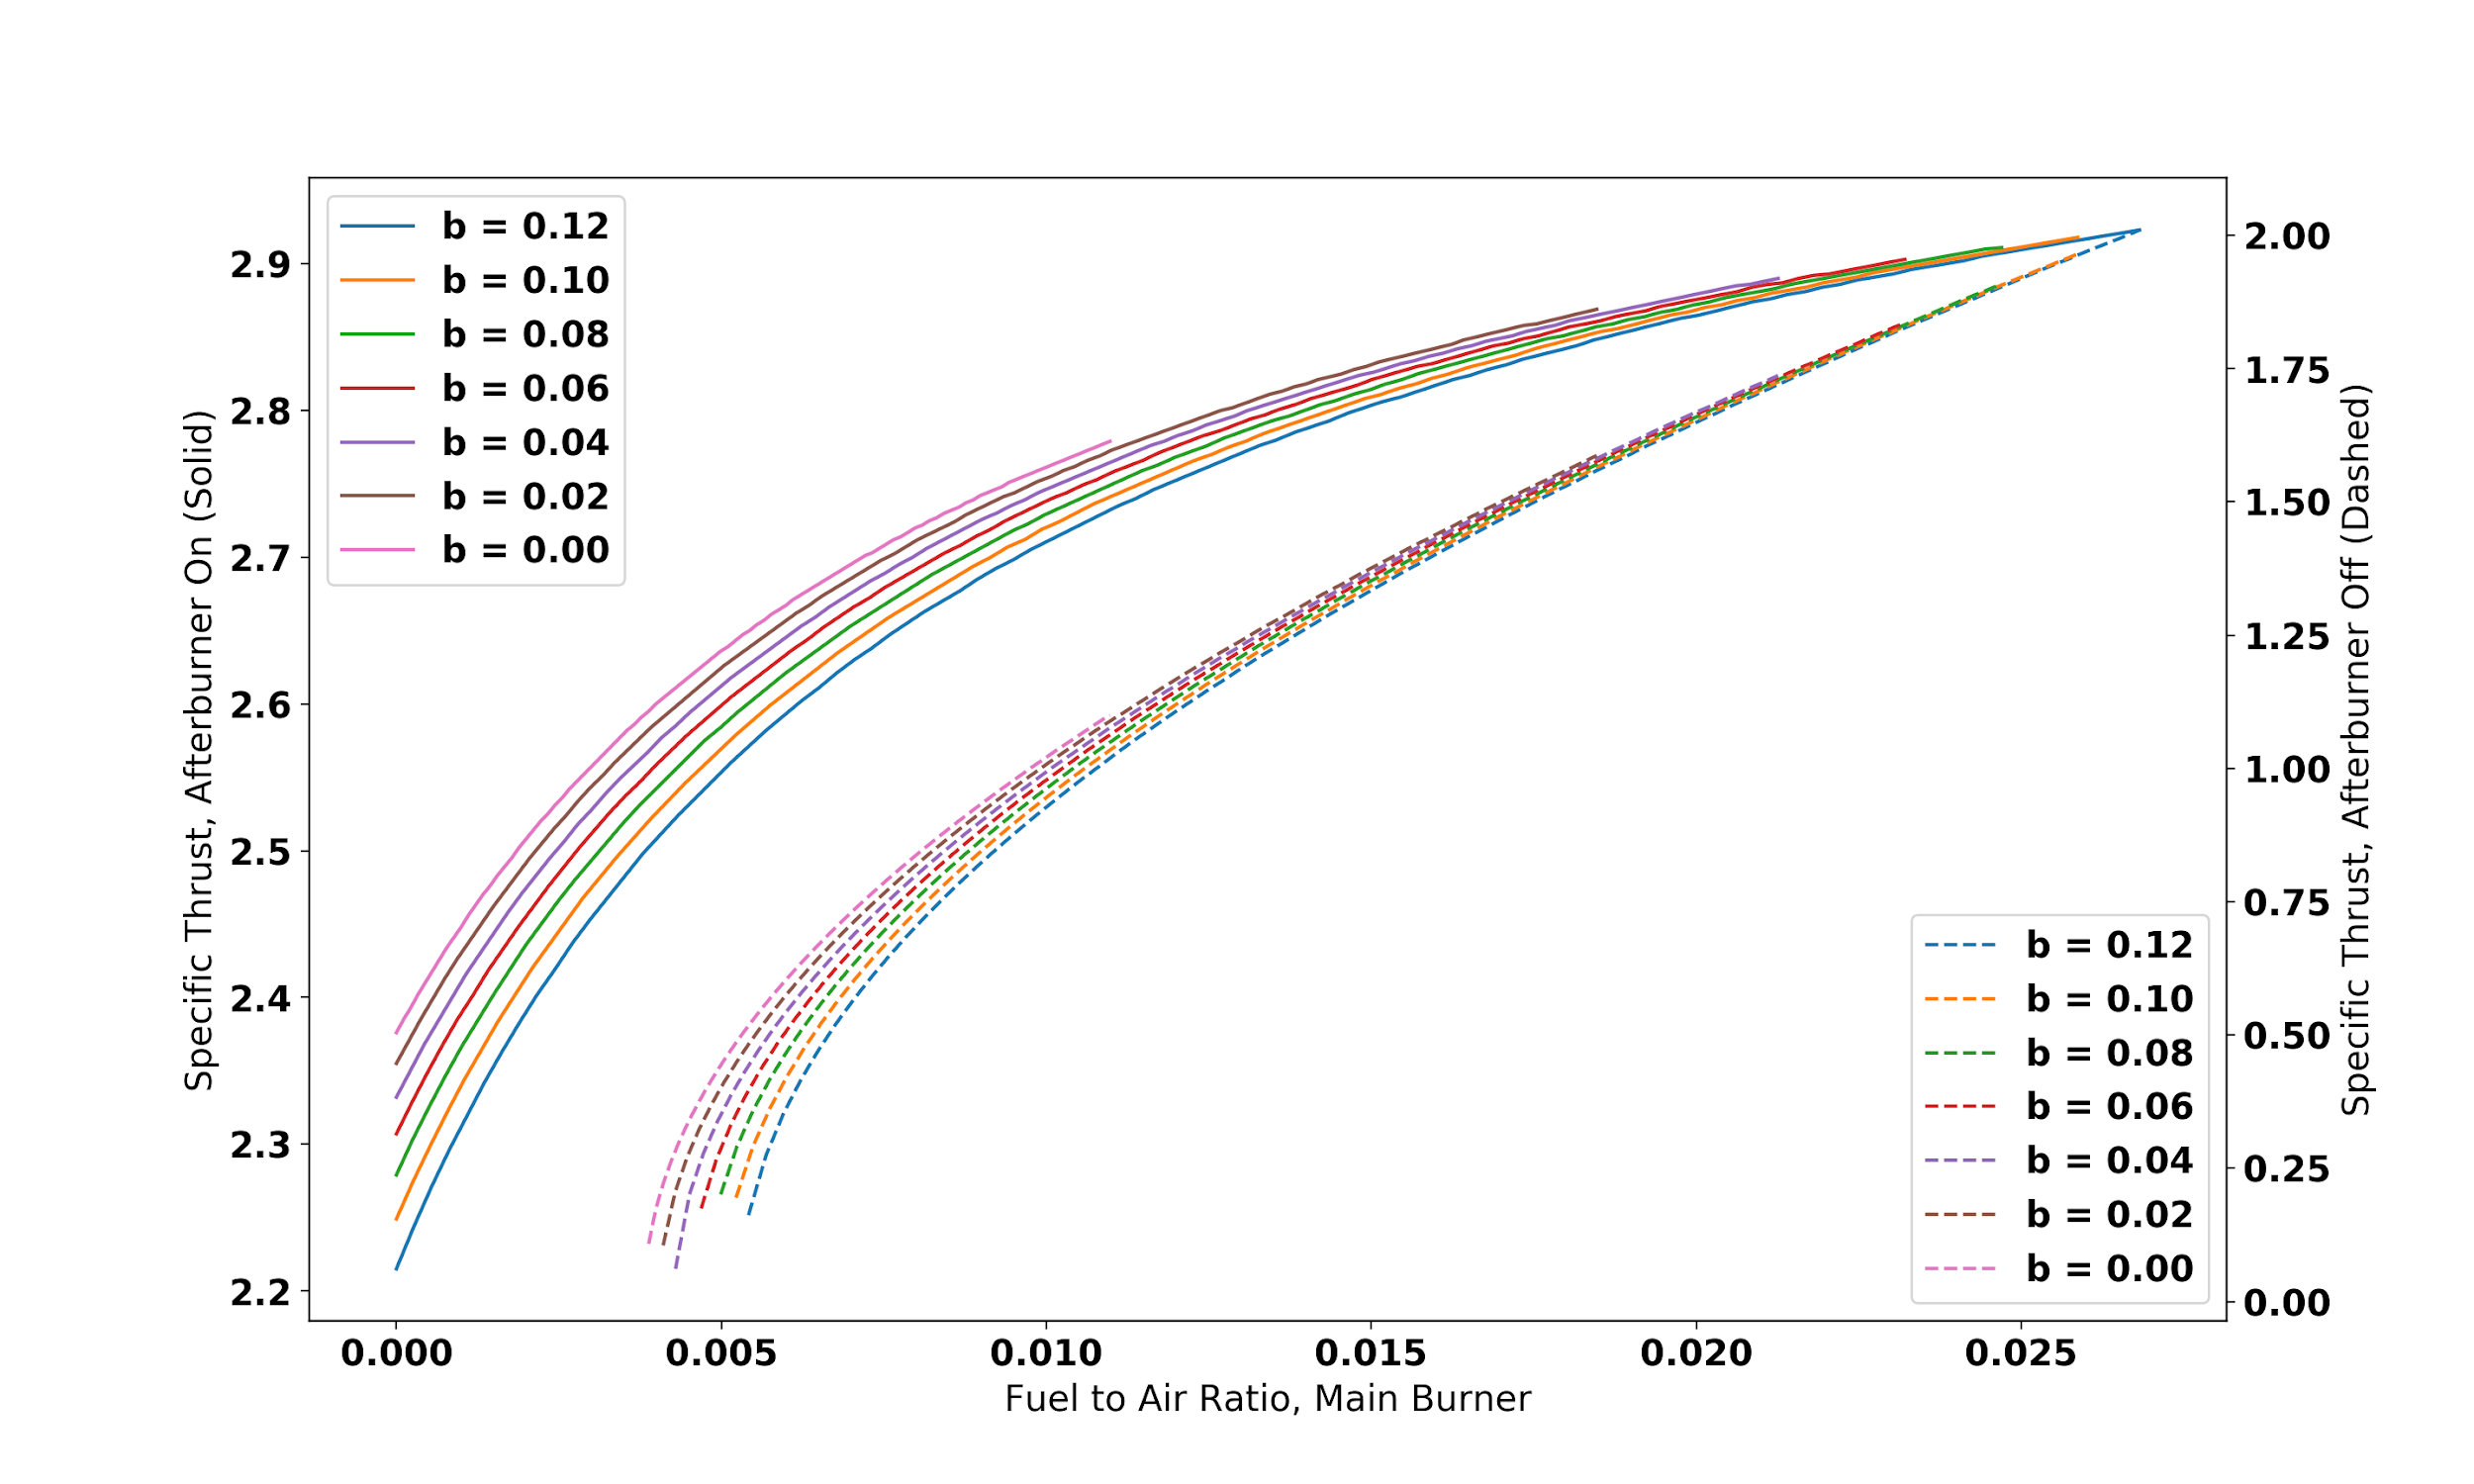 b = 0.12
b = 0.10
b = 0.08
b = 0.06
b = 0.04
b = 0.02
b = 0.00
2.9
2.8
2.7
2.6
2.5
2.4
2.3
2.2
Specific Thrust, Afterburner On (Solid)
2.00
1.75
1.50
1.25
1.00
0.75
0.50
0.25
0.00
Specific Thrust, Afterburner Off (Dashed)
b = 0.12
b = 0.10
b = 0.08
b = 0.06
b = 0.04
b = 0.02
b = 0.00
0.000 0.005 0.010 0.015 0.020 0.025
Fuel to Air Ratio, Main Burner